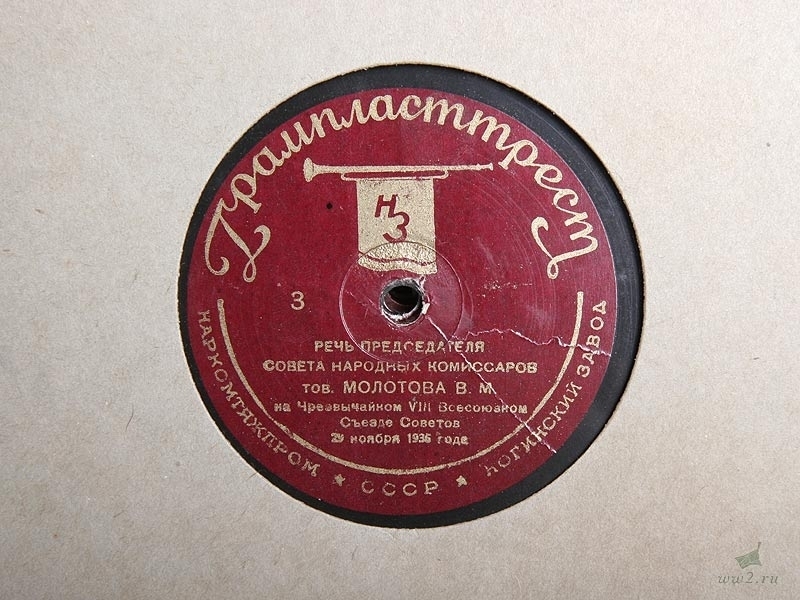 Грампласттрест
НЗ
3
РЕЧЬ ПРЕДСЕДАТЕЛЯ
СОВЕТА НАРОДНЫХ КОМИССАРОВ
тов. МОЛОТОВА В. М.
на Чрезвычайном VIII Всесоюзном
Съезде Советов
29 ноября 1936 года
НАРКОМТЯЖПРОМ ★ СССР ★ НОГИНСКИЙ ЗАВОД
ww2.ru